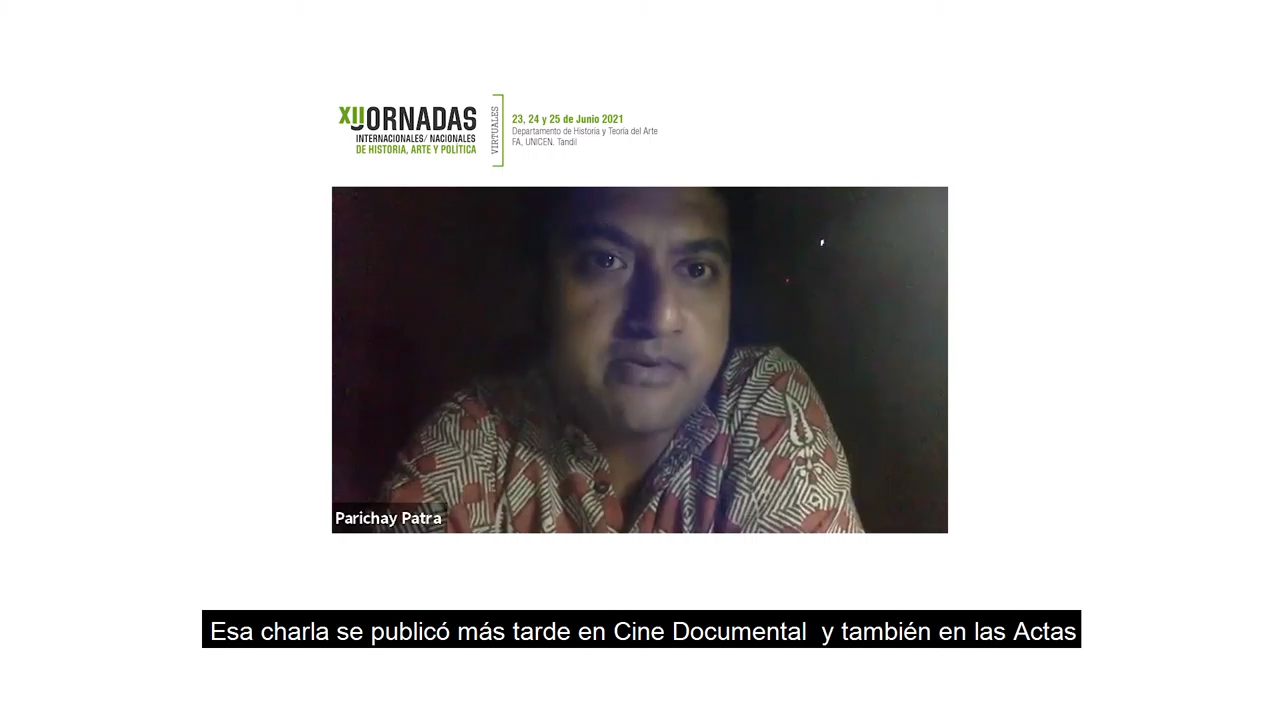 XII JORNADAS
INTERNACIONALES/ NACIONALES
DE HISTORIA, ARTE Y POLÍTICA
VIRTUALES
23, 24 y 25 de Junio 2021
Departamento de Historia y Teoría del Arte
FA, UNICEN. Tandil
Parichay Patra
Esa charla se publicó más tarde en Cine Documental y también en las Actas